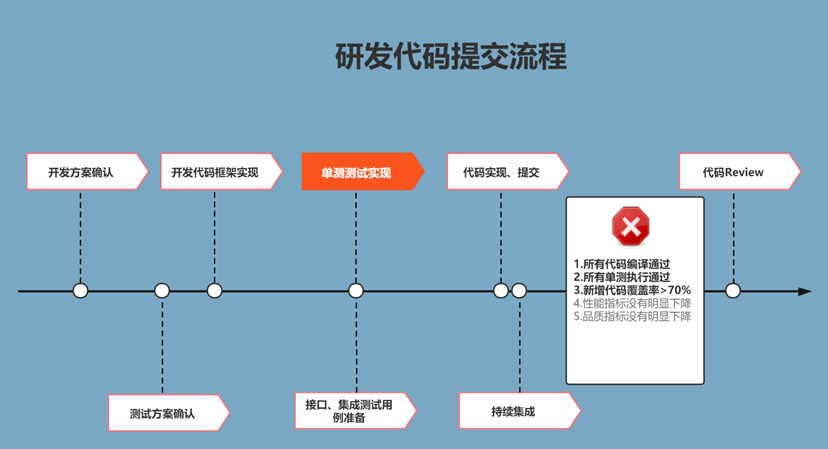 研发代码提交流程
开发方案确认
开发代码框架实现
单测测试实现
代码实现、提交
代码Review
1.所有代码编译通过
2.所有单测执行通过
3.新增代码覆盖率>70%
4.性能指标没有明显下降
5.品质指标没有明显下降
测试方案确认
接口、集成测试用
例准备
持续集成